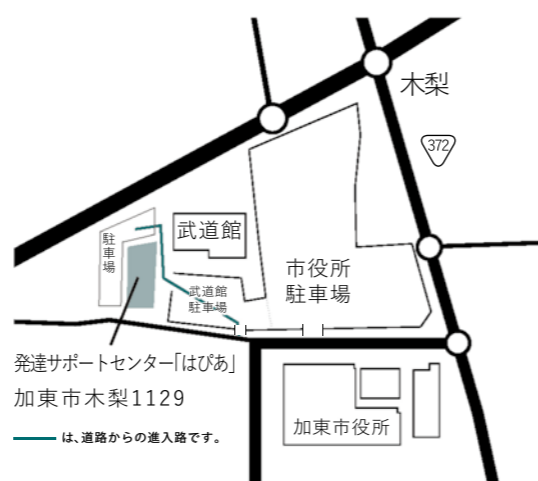 木梨
372
武道館
駐車場
市役所
駐車場
武道館
駐車場
発達サポートセンター「はぴあ」
加東市木梨1129
加東市役所
は、道路からの進入路です。